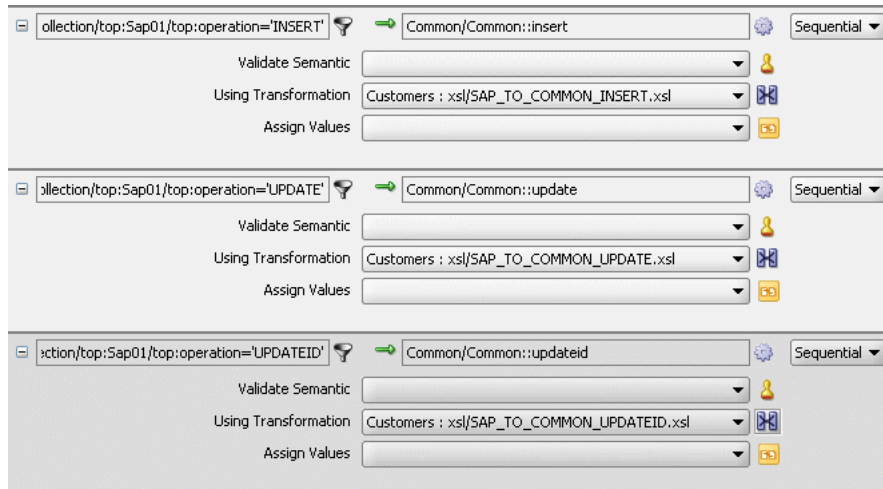 ollection/top:Sap01/top:operation='INSERT' Common/Common::insert Sequential
Validate Semantic
Using Transformation Customers : xsl/SAP_TO_COMMON_INSERT.xsl
Assign Values
ollection/top:Sap01/top:operation='UPDATE' Common/Common::update Sequential
Validate Semantic
Using Transformation Customers : xsl/SAP_TO_COMMON_UPDATE.xsl
Assign Values
ection/top:Sap01/top:operation='UPDATEID' Common/Common::updateid Sequential
Validate Semantic
Using Transformation Customers : xsl/SAP_TO_COMMON_UPDATEID.xsl
Assign Values